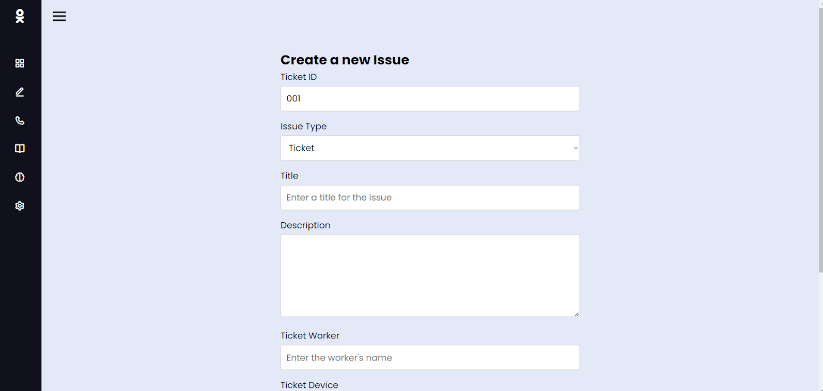 Create a new Issue
Ticket ID
001
Issue Type
Ticket
Title
Enter a title for the issue
Description
Ticket Worker
Enter the worker's name
Ticket Device